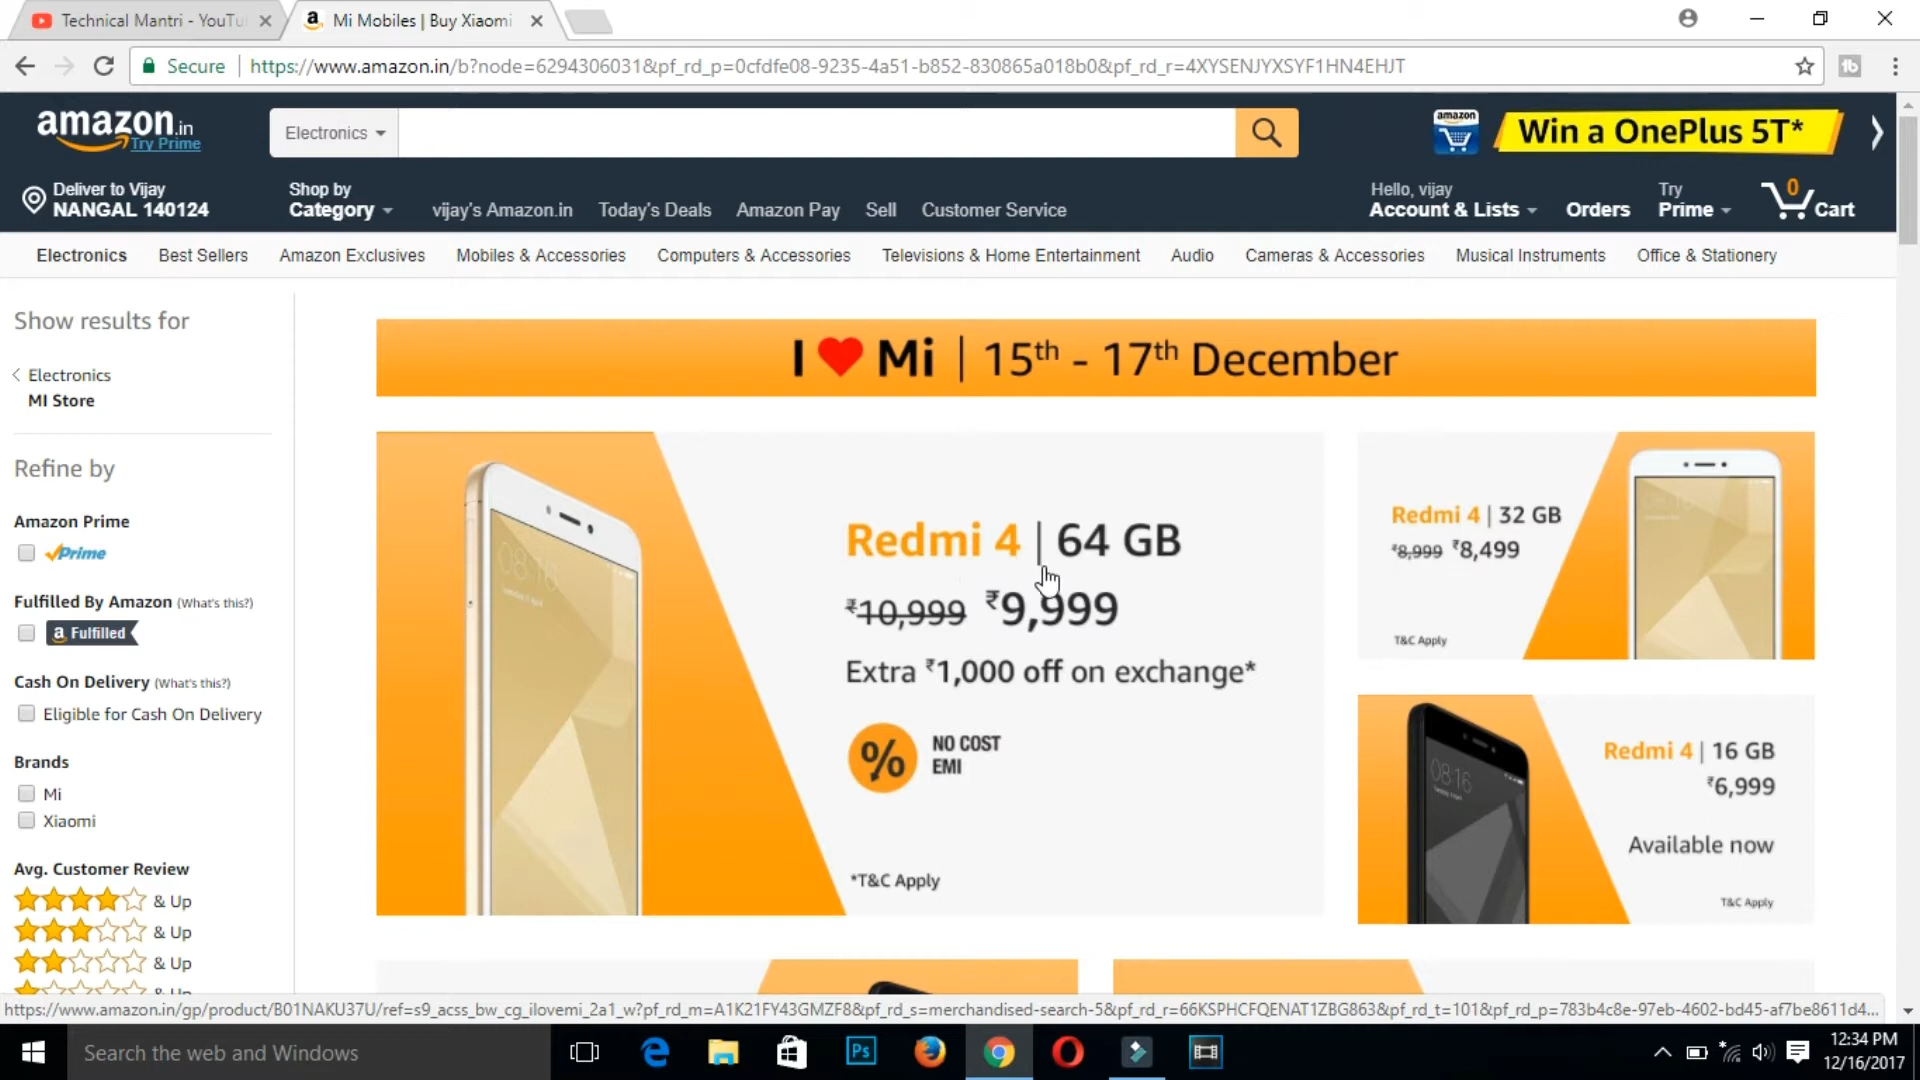 Technical Mantri - YouTu
Mi Mobiles | Buy Xiaomi
Secure | https://www.amazon.in/b?node=6294306031&pf_rd_p=0cfdfe08-9235-4a51-b852-830865a018b0&pf_rd_r=4XYSENJYXSYF1HN4EHJT
amazon.in
Try Prime
Electronics
amazon
Win a OnePlus 5T*
Deliver to Vijay
NANGAL 140124
Shop by
Category
vijay's Amazon.in
Today's Deals
Amazon Pay
Sell
Customer Service
Hello, vijay
Account & Lists
Orders
Try
Prime
0
Cart
Electronics
Best Sellers
Amazon Exclusives
Mobiles & Accessories
Computers & Accessories
Televisions & Home Entertainment
Audio
Cameras & Accessories
Musical Instruments
Office & Stationery
Show results for
Electronics
MI Store
Refine by
Amazon Prime
Prime
Fulfilled By Amazon (What's this?)
a Fulfilled
Cash On Delivery (What's this?)
Eligible for Cash On Delivery
Brands
Mi
Xiaomi
Avg. Customer Review
& Up
& Up
& Up
I ❤ Mi | 15th - 17th December
08:16
Redmi 4 | 64 GB
₹10,999 ₹9,999
Extra ₹1,000 off on exchange*
%
NO COST
EMI
*T&C Apply
Redmi 4 | 32 GB
₹8,999 ₹8,499
T&C Apply
08:16
Redmi 4 | 16 GB
₹6,999
Available now
T&C Apply
https://www.amazon.in/gp/product/B01NAKU37U/ref=s9_acss_bw_cg_ilovemi_2a1_w?pf_rd_m=A1K21FY43GMZF8&pf_rd_s=merchandised-search-5&pf_rd_r=66KSPHCFQENAT1ZBG863&pf_rd_t=101&pf_rd_p=783b4c8e-97eb-4602-bd45-af7be8611d4...
Search the web and Windows
Ps
12:34 PM
12/16/2017